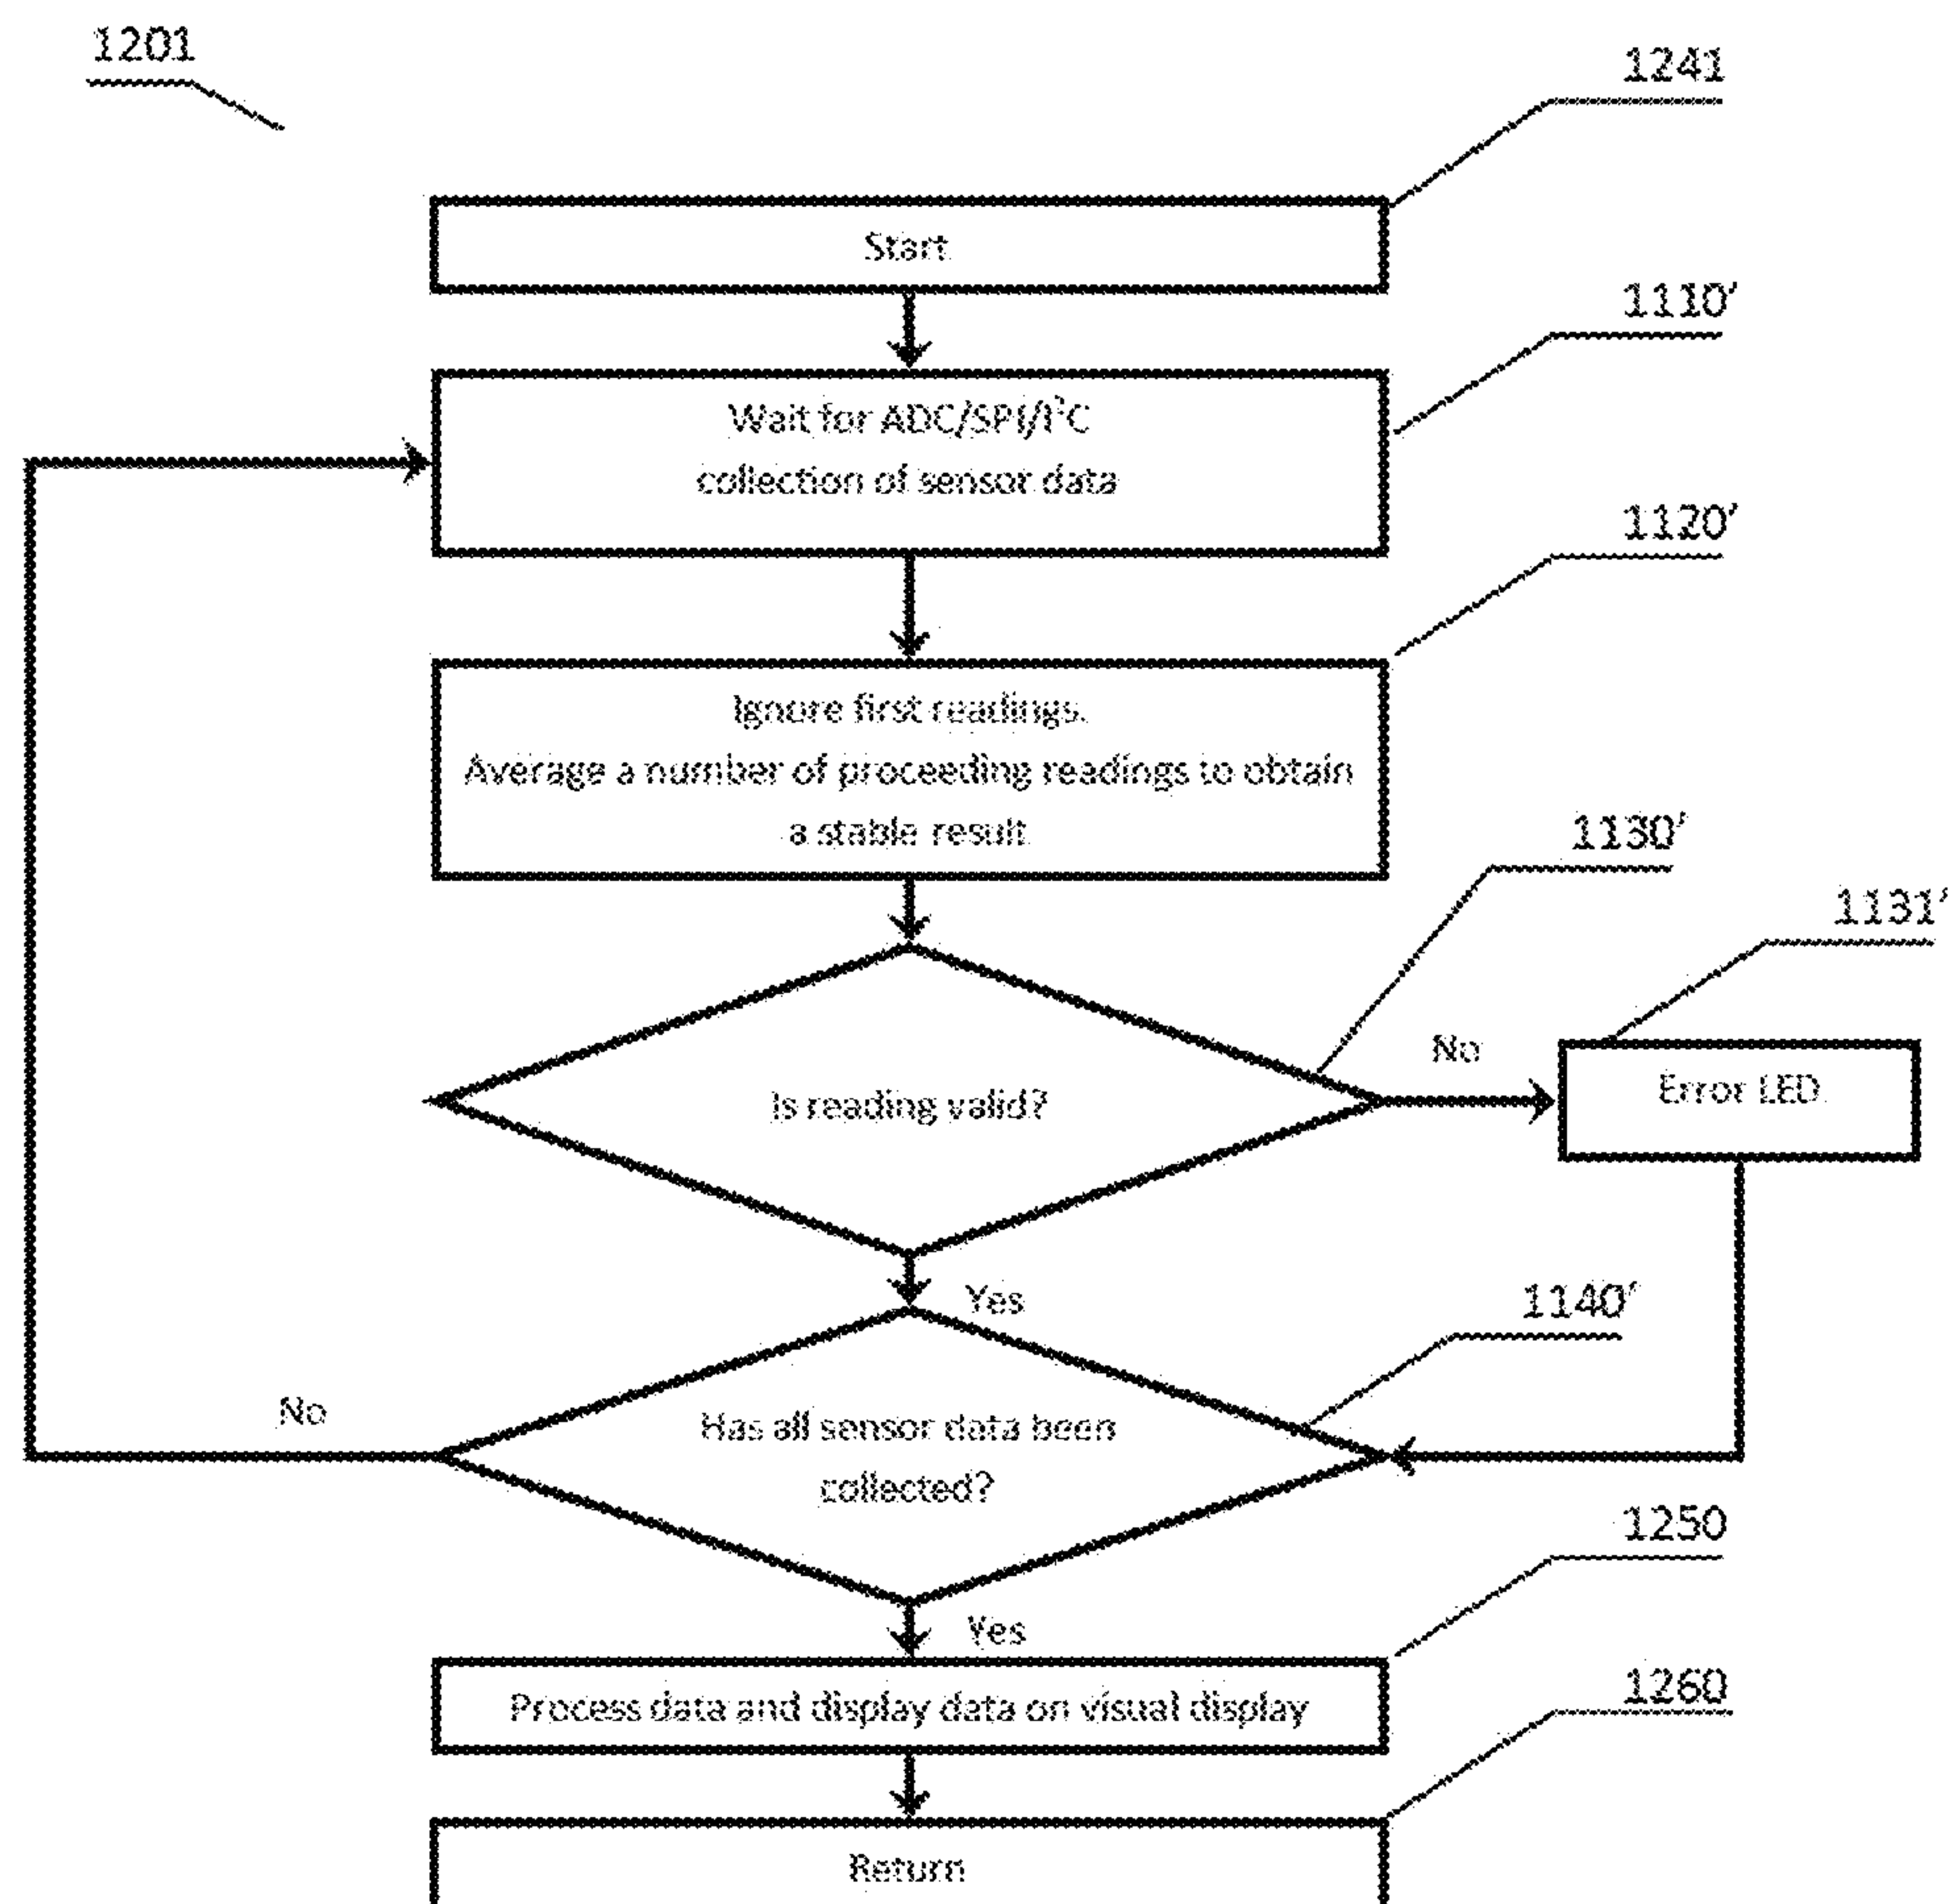 1201
1241
Start
1110'
Wait for ADC/SPI/I²C
collection of sensor data
1120'
Ignore first readings.
Average a number of proceeding readings to obtain
a stable result
1130'
1131'
No
Error LED
Is reading valid?
Yes
1140'
No
Has all sensor data been
collected?
1250
Yes
Process data and display data on visual display
1260
Return